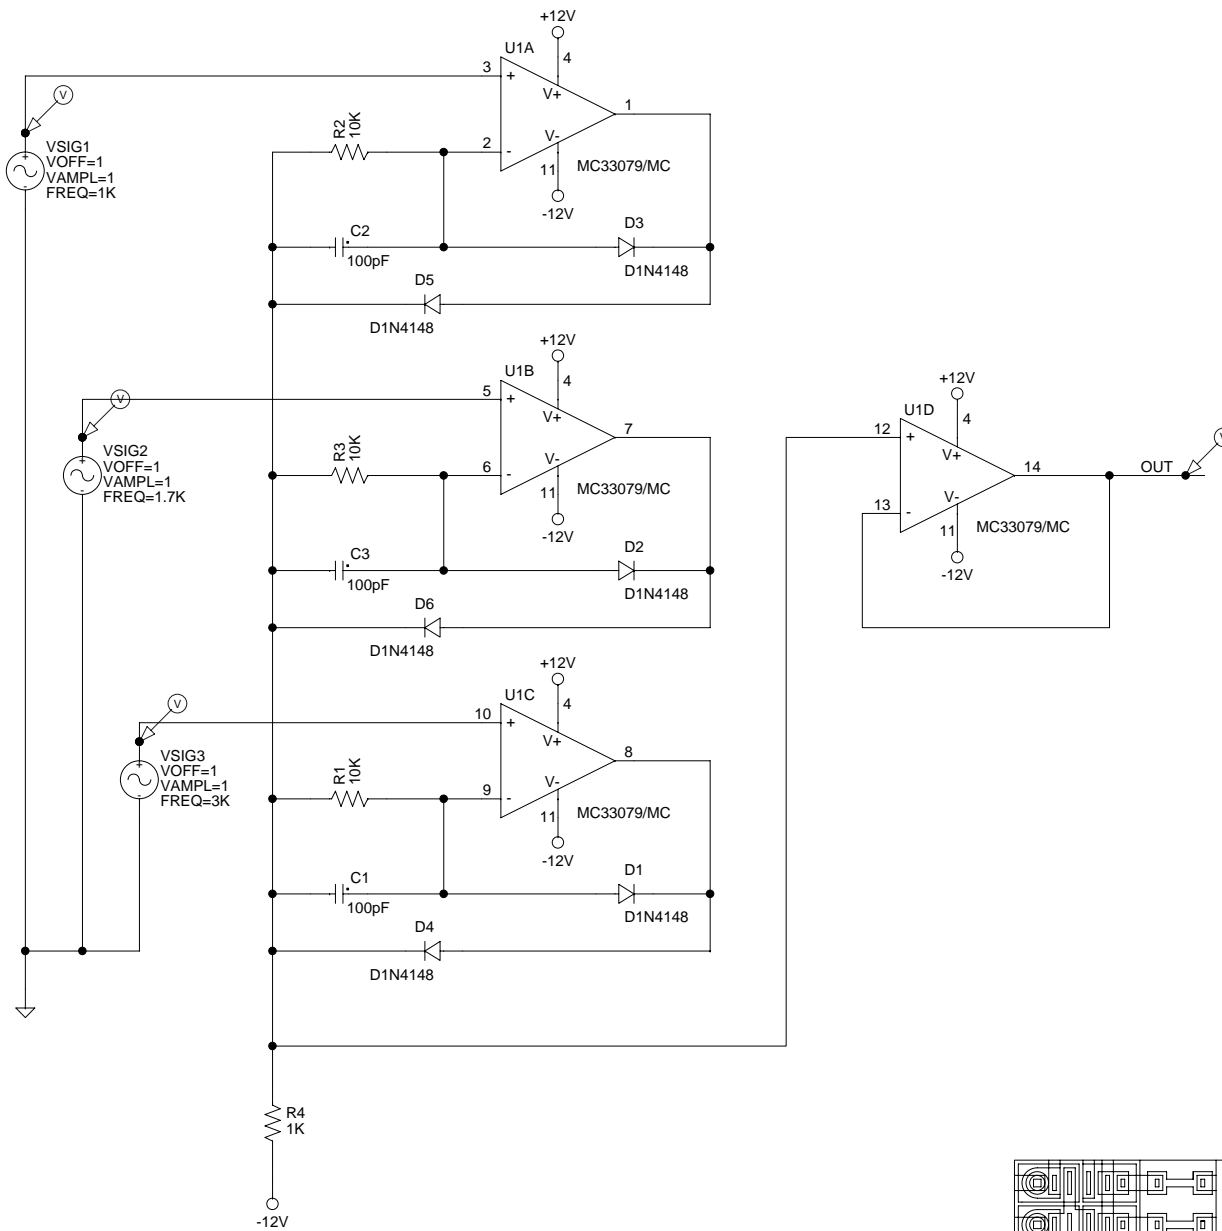 +12V
U1A
4
3
+
V+
1
VSIG1
VOFF=1
VAMPL=1
FREQ=1K
R2
10K
V-
2
-
11
MC33079/MC
-12V
C2
100pF
D3
D1N4148
D5
D1N4148
+12V
U1B
4
5
+
V+
7
VSIG2
VOFF=1
VAMPL=1
FREQ=1.7K
R3
10K
V-
6
-
11
MC33079/MC
-12V
C3
100pF
D2
D1N4148
D6
D1N4148
+12V
U1D
4
12
+
V+
14
OUT
V-
13
-
11
MC33079/MC
-12V
+12V
U1C
4
10
+
V+
8
VSIG3
VOFF=1
VAMPL=1
FREQ=3K
R1
10K
V-
9
-
11
MC33079/MC
-12V
C1
100pF
D1
D1N4148
D4
D1N4148
R4
1K
-12V
V
V
V
V